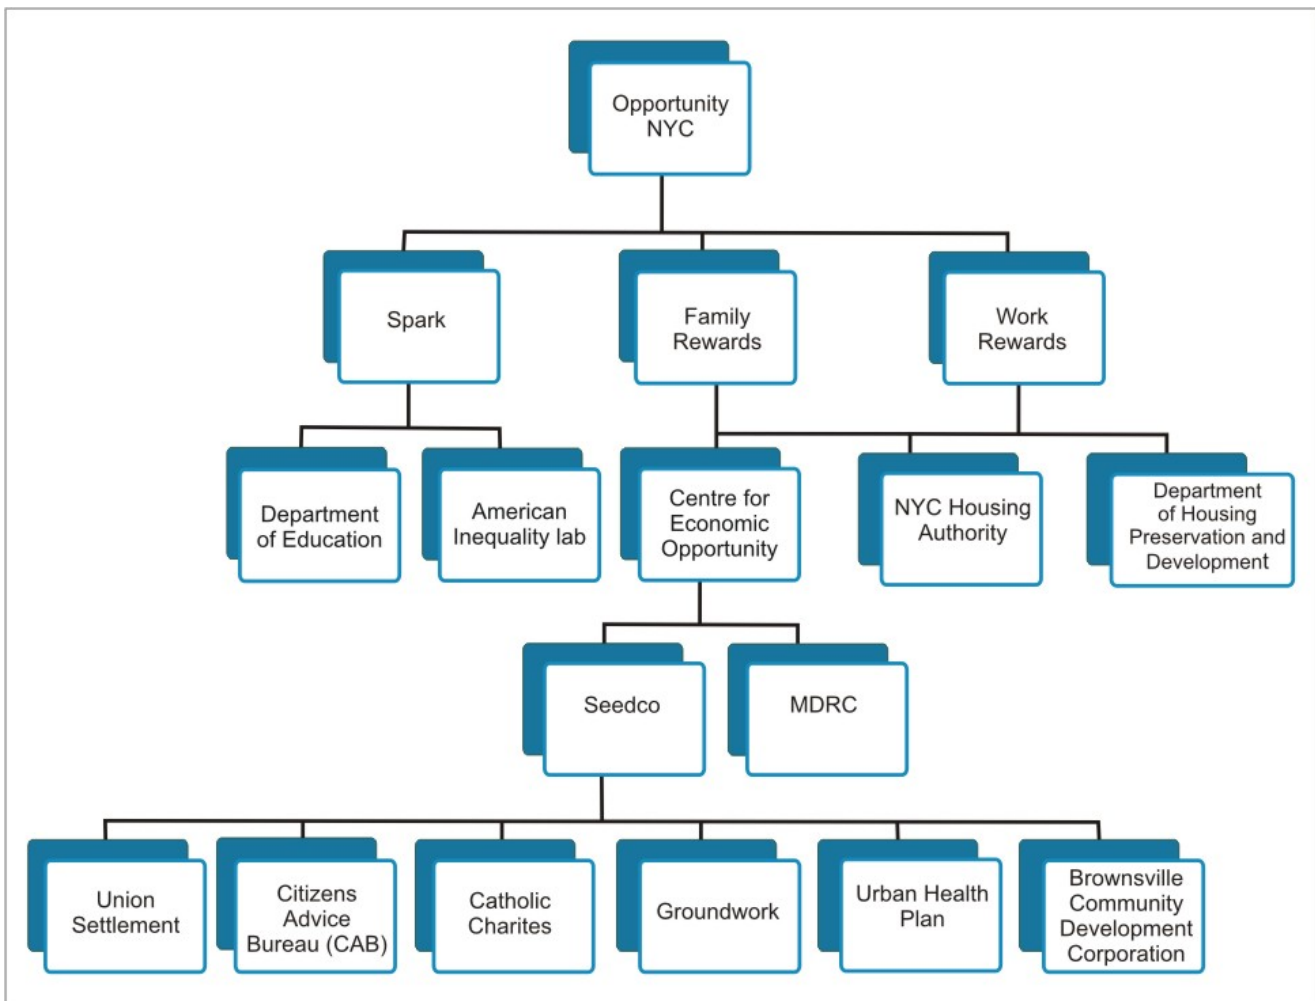 Opportunity
NYC
Spark
Family
Rewards
Work
Rewards
Department
of Education
American
Inequality lab
Centre for
Economic
Opportunity
NYC Housing
Authority
Department
of Housing
Preservation and
Development
Seedco
MDRC
Union
Settlement
Citizens
Advice
Bureau (CAB)
Catholic
Charites
Groundwork
Urban Health
Plan
Brownsville
Community
Development
Corporation